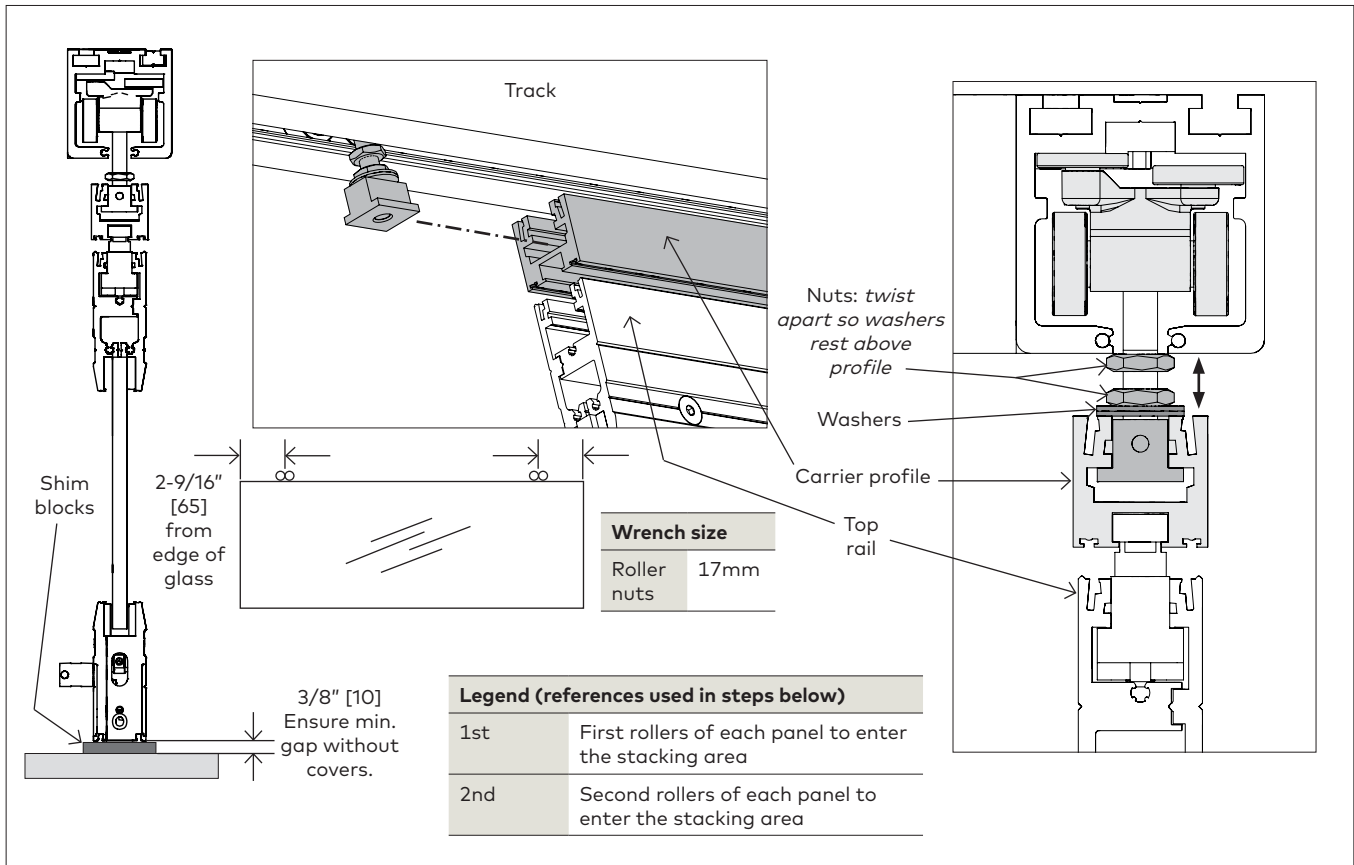 Track
Nuts: twist
apart so washers
rest above
profile
Washers
Carrier profile
Top
rail
Shim
blocks
2-9/16”
[65]
from
edge of
glass
Wrench size
Roller
nuts
17mm
3/8” [10]
Ensure min.
gap without
covers.
Legend (references used in steps below)
1st
First rollers of each panel to enter
the stacking area
2nd
Second rollers of each panel to
enter the stacking area